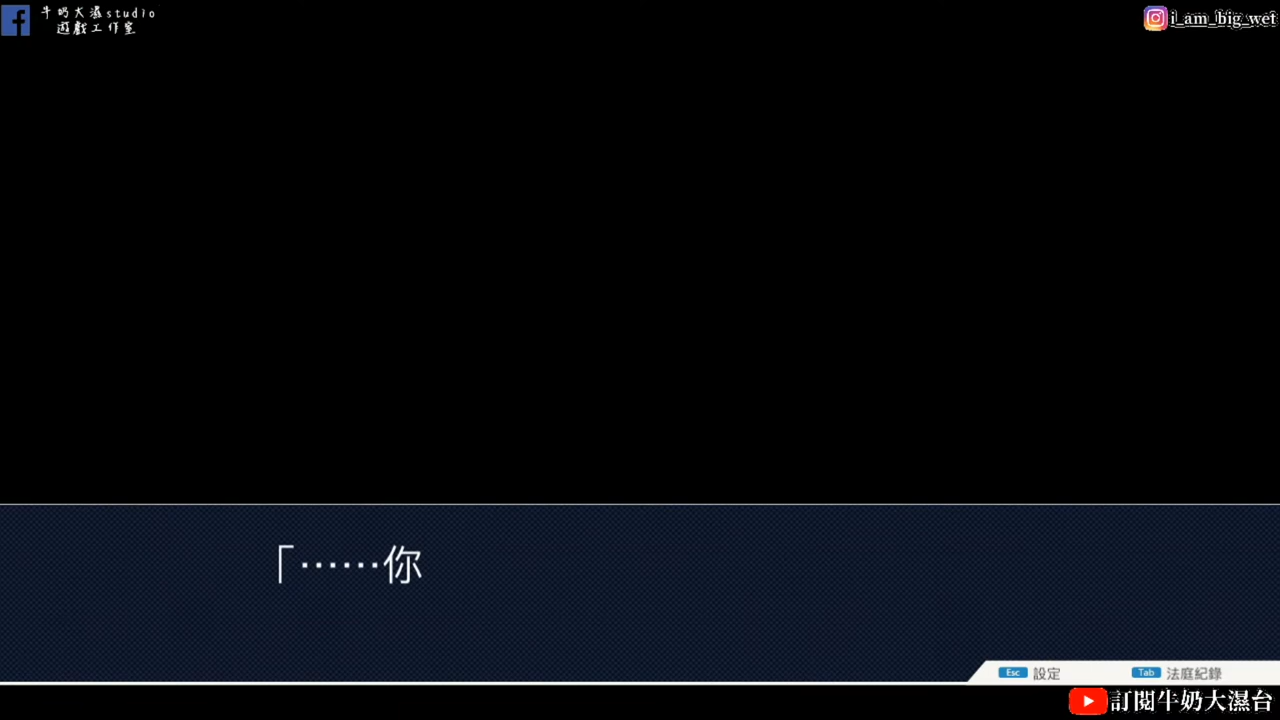 牛奶大濕studio
遊戲工作室
i_am_big_wet
「……你
Esc 設定 Tab 法庭紀錄
訂閱牛奶大濕台